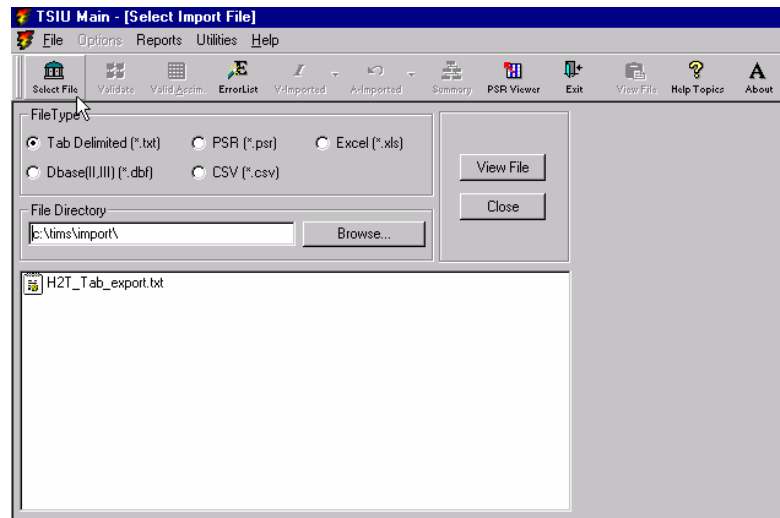 TSIU Main - [Select Import File]
File Options Reports Utilities Help
Select File Validate Valid Assim. ErrorList V-Imported A-Imported Summary PSR Viewer Exit View File Help Topics About
FileType
Tab Delimited (*.txt) PSR (*.psr) Excel (*.xls)
Dbase(II,III) (*.dbf) CSV (*.csv)
View File
Close
File Directory
c:\tims\import\ Browse...
H2T_Tab_export.txt